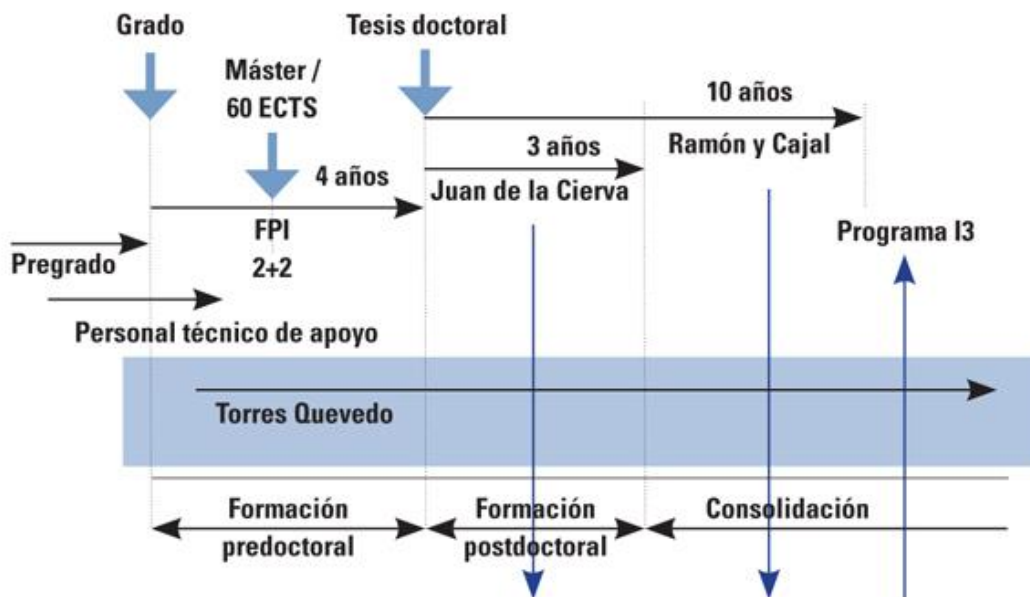 Grado
Tesis doctoral
Máster /
60 ECTS
10 años
Ramón y Cajal
3 años
Juan de la Cierva
4 años
FPI
2+2
Programa I3
Pregrado
Personal técnico de apoyo
Torres Quevedo
Formación
predoctoral
Formación
postdoctoral
Consolidación